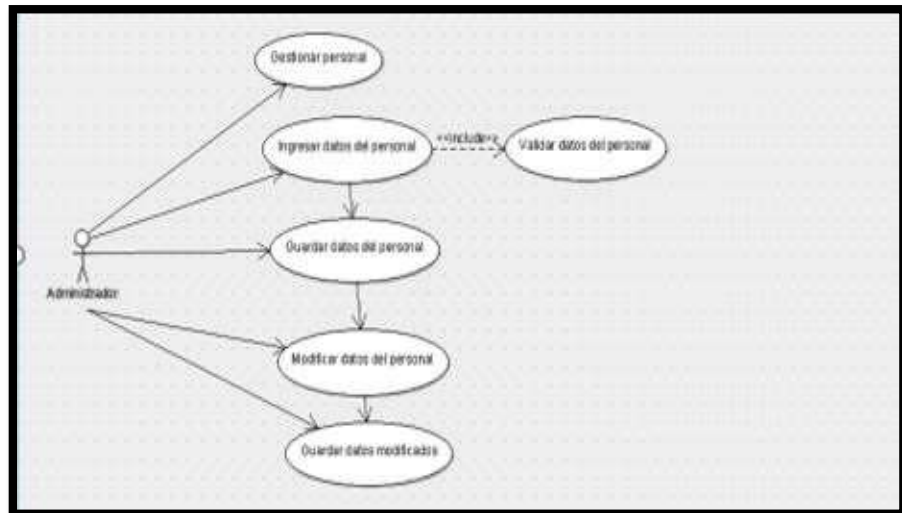 Gestionar personal
Ingresar datos del personal
<<include>>
Validar datos del personal
Guardar datos del personal
Administrador
Modificar datos del personal
Guardar datos modificados